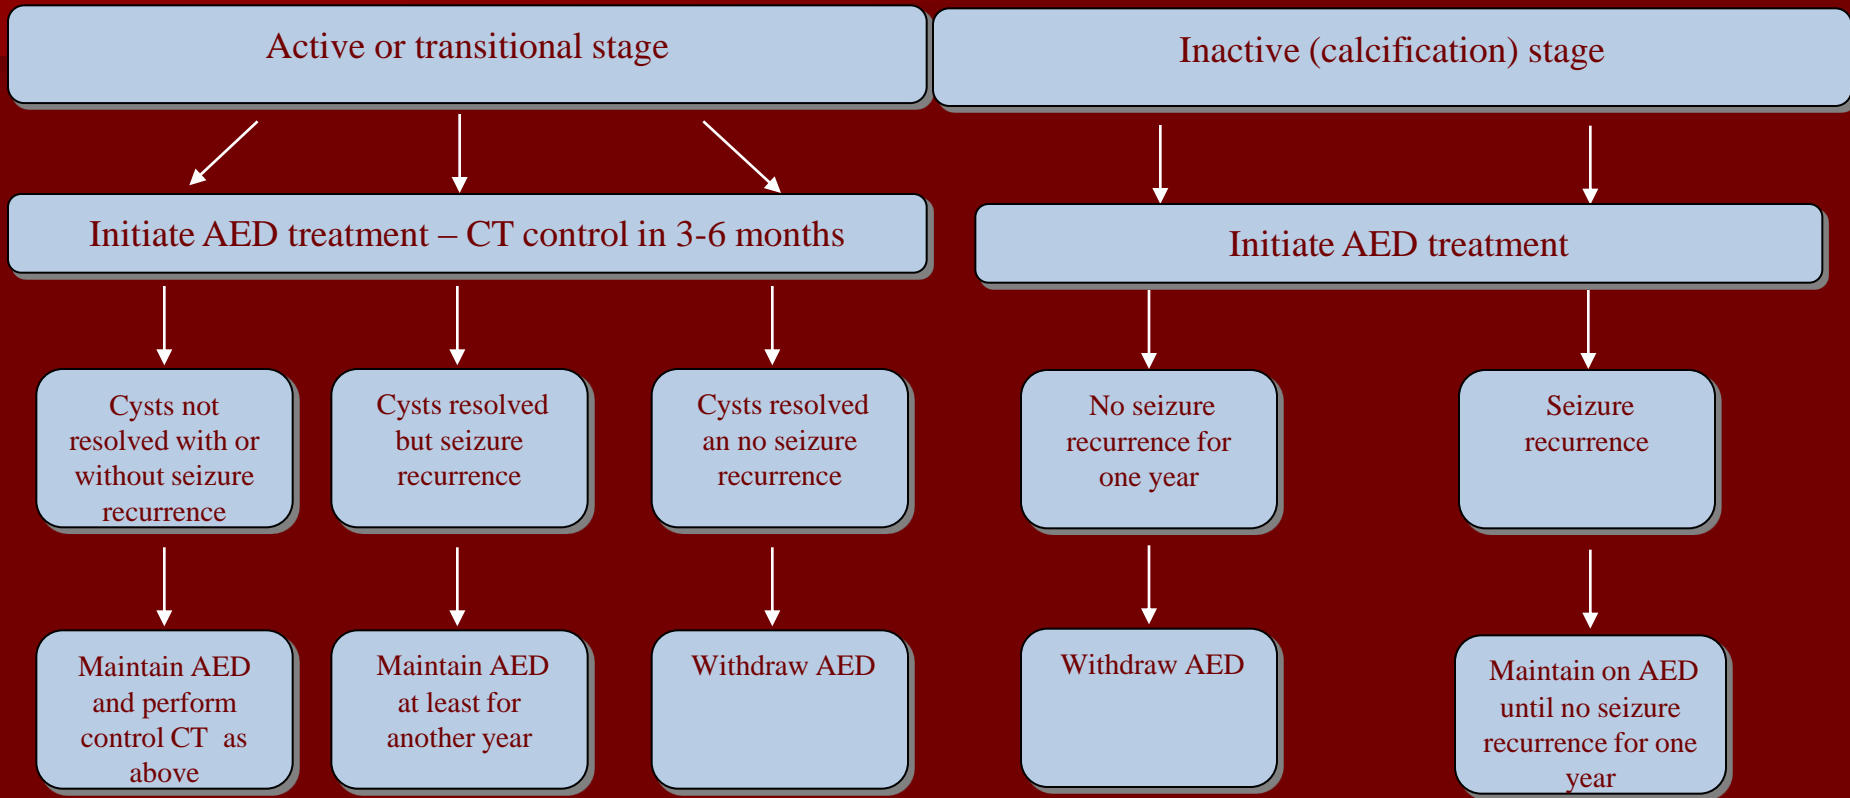 Active or transitional stage
Inactive (calcification) stage
Initiate AED treatment – CT control in 3-6 months
Initiate AED treatment
Cysts not
resolved with or
without seizure
recurrence
Cysts resolved
but seizure
recurrence
Cysts resolved
an no seizure
recurrence
No seizure
recurrence for
one year
Seizure
recurrence
Maintain AED
and perform
control CT as
above
Maintain AED
at least for
another year
Withdraw AED
Withdraw AED
Maintain on AED
until no seizure
recurrence for one
year